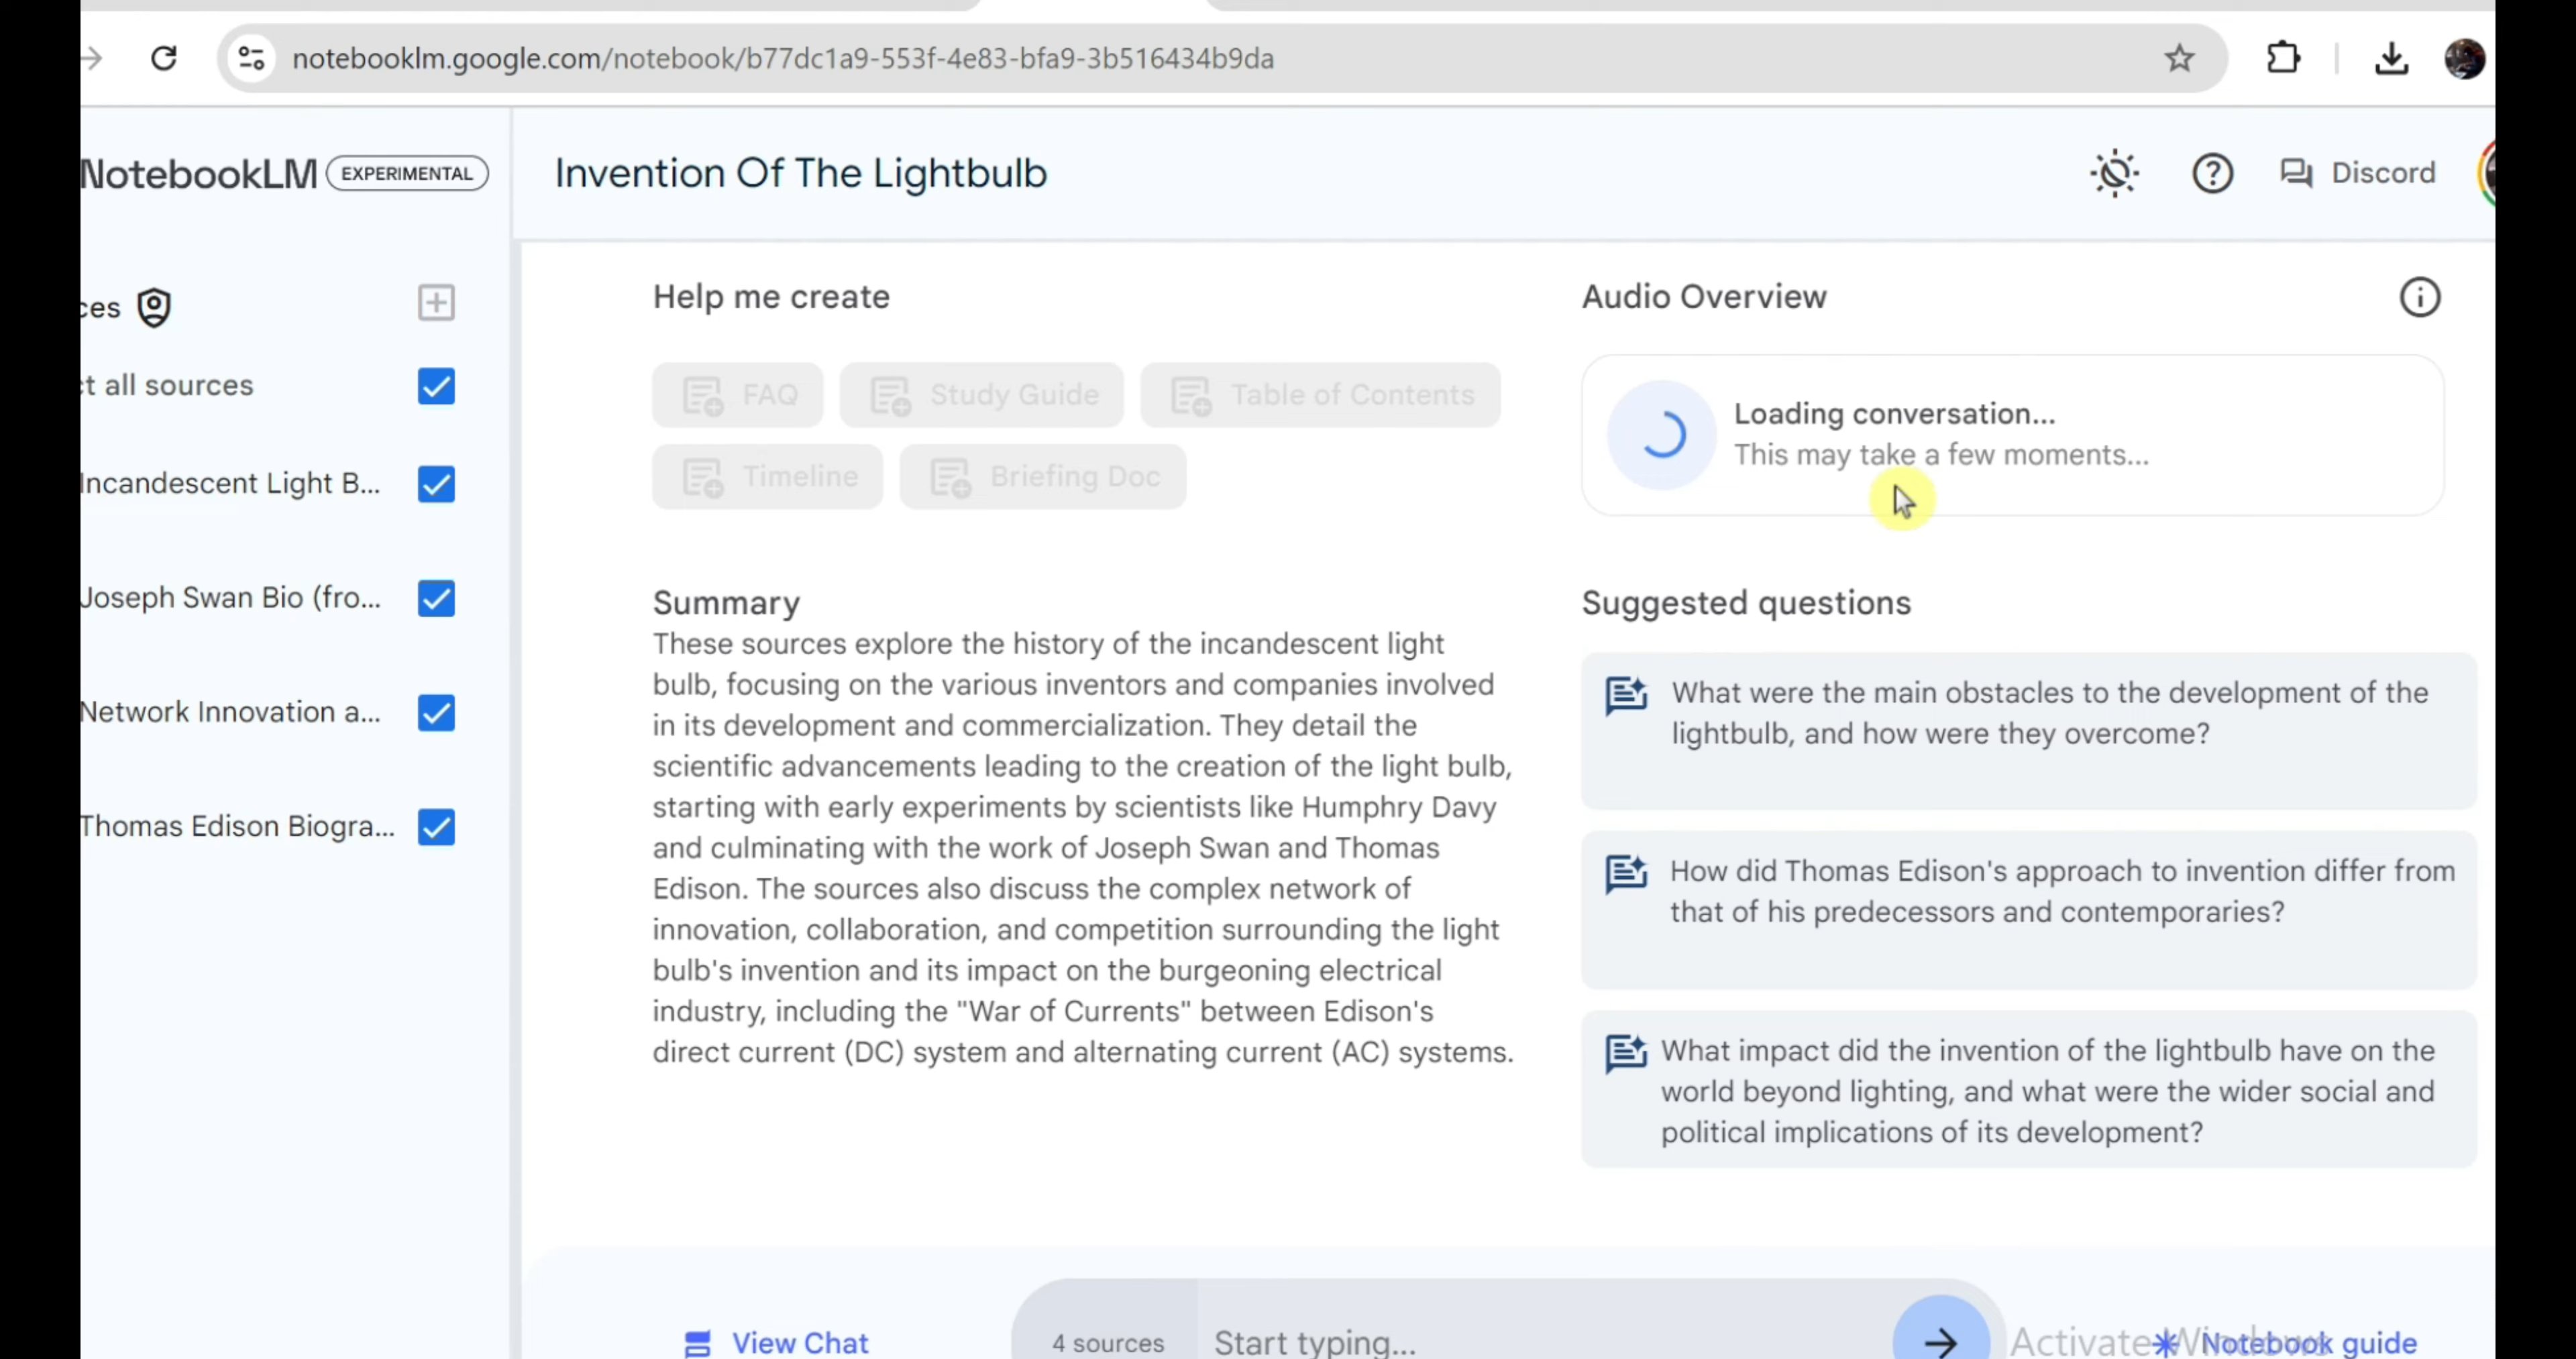 notebooklm.google.com/notebook/b77dc1a9-553f-4e83-bfa9-3b516434b9da
NotebookLM EXPERIMENTAL
Invention Of The Lightbulb
Discord
ces
ct all sources
Incandescent Light B...
Joseph Swan Bio (fro...
Network Innovation a...
Thomas Edison Biogra...
Help me create
FAQ
Study Guide
Table of Contents
Timeline
Briefing Doc
Summary
These sources explore the history of the incandescent light
bulb, focusing on the various inventors and companies involved
in its development and commercialization. They detail the
scientific advancements leading to the creation of the light bulb,
starting with early experiments by scientists like Humphry Davy
and culminating with the work of Joseph Swan and Thomas
Edison. The sources also discuss the complex network of
innovation, collaboration, and competition surrounding the light
bulb's invention and its impact on the burgeoning electrical
industry, including the "War of Currents" between Edison's
direct current (DC) system and alternating current (AC) systems.
Audio Overview
Loading conversation...
This may take a few moments...
Suggested questions
What were the main obstacles to the development of the
lightbulb, and how were they overcome?
How did Thomas Edison's approach to invention differ from
that of his predecessors and contemporaries?
What impact did the invention of the lightbulb have on the
world beyond lighting, and what were the wider social and
political implications of its development?
View Chat
4 sources
Start typing...
Activate Windows
Notebook guide